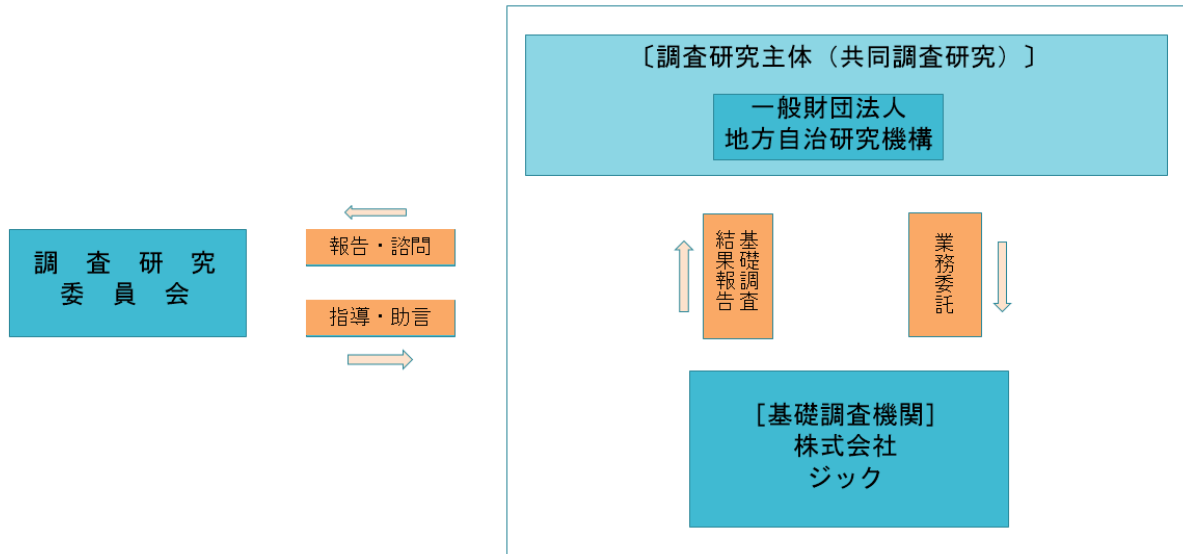 〔調査研究主体（共同調査研究）〕
一般財団法人
地方自治研究機構
報告・諮問
調査研究
委員会
指導・助言
基礎調査
結果報告
業務委託
[基礎調査機関]
株式会社
ジック